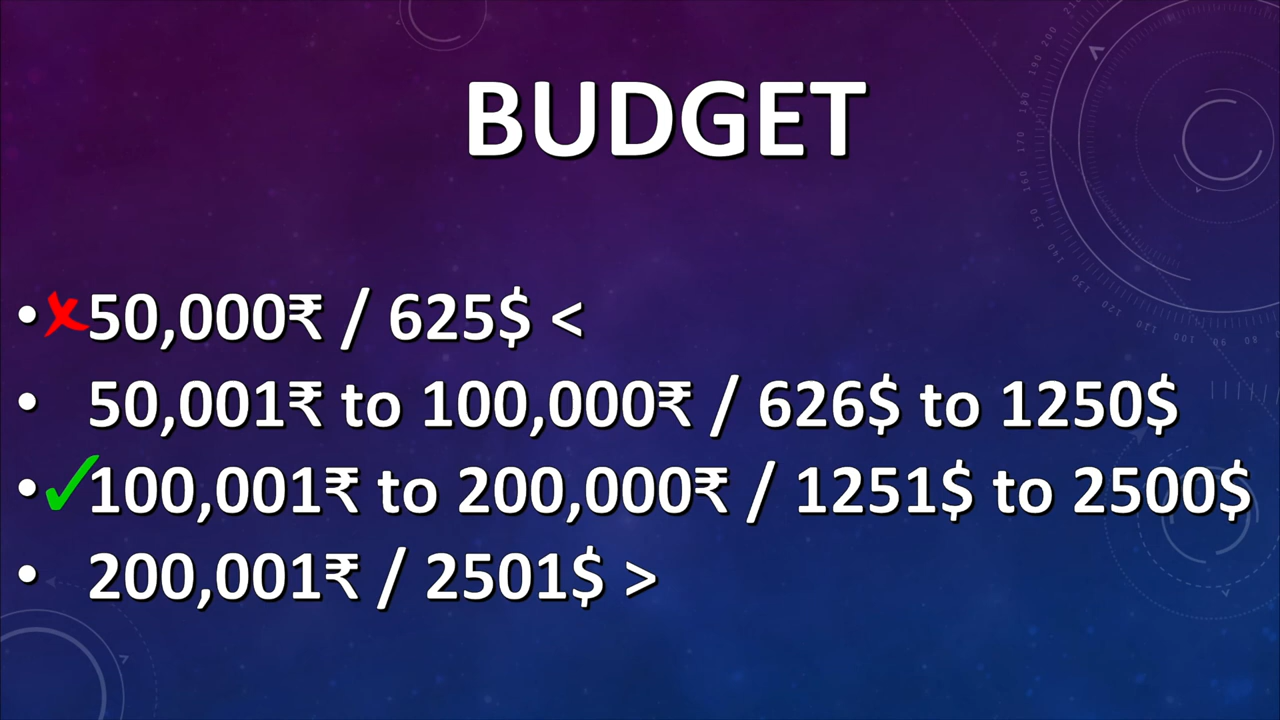 BUDGET
• ✗50,000₹ / 625$ <
• 50,001₹ to 100,000₹ / 626$ to 1250$
• ✓100,001₹ to 200,000₹ / 1251$ to 2500$
• 200,001₹ / 2501$ >